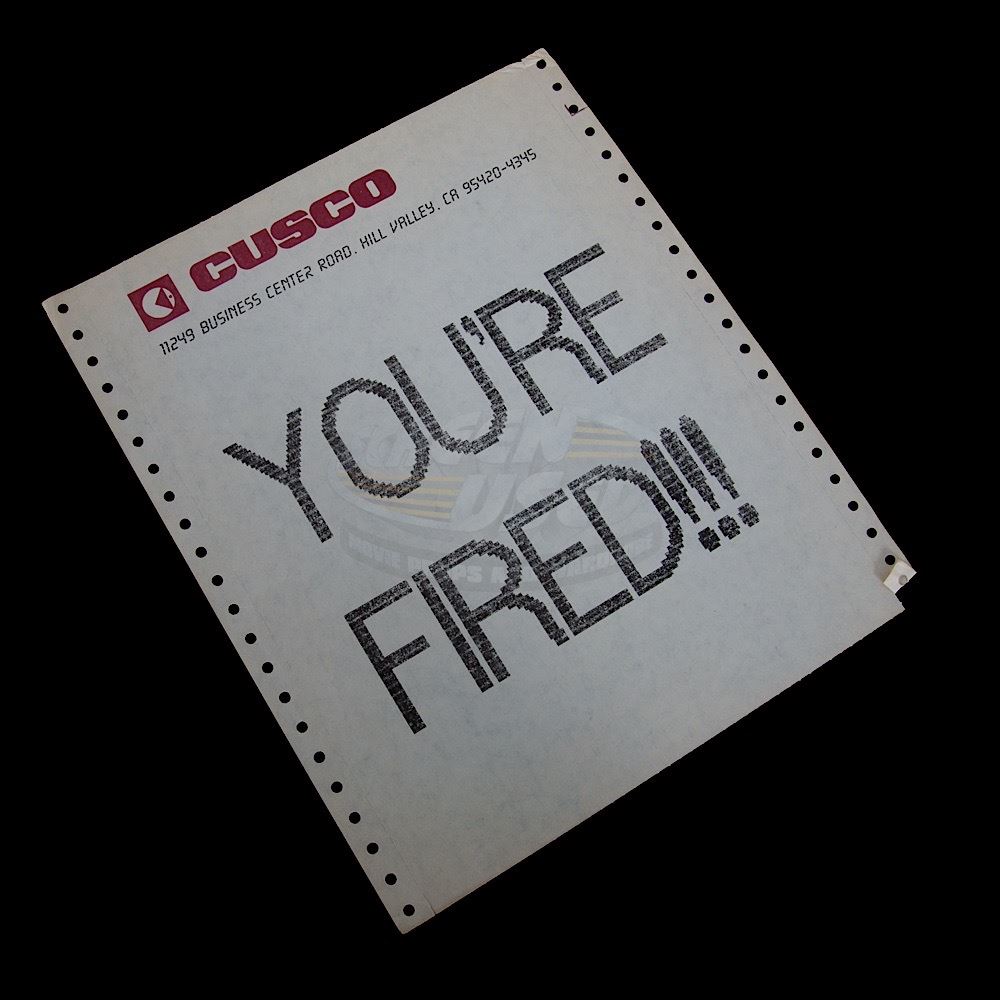 CUSCO
11249 BUSINESS CENTER ROAD. HILL VALLEY. CA 95420-4345
YOU'RE
FIRED!!!